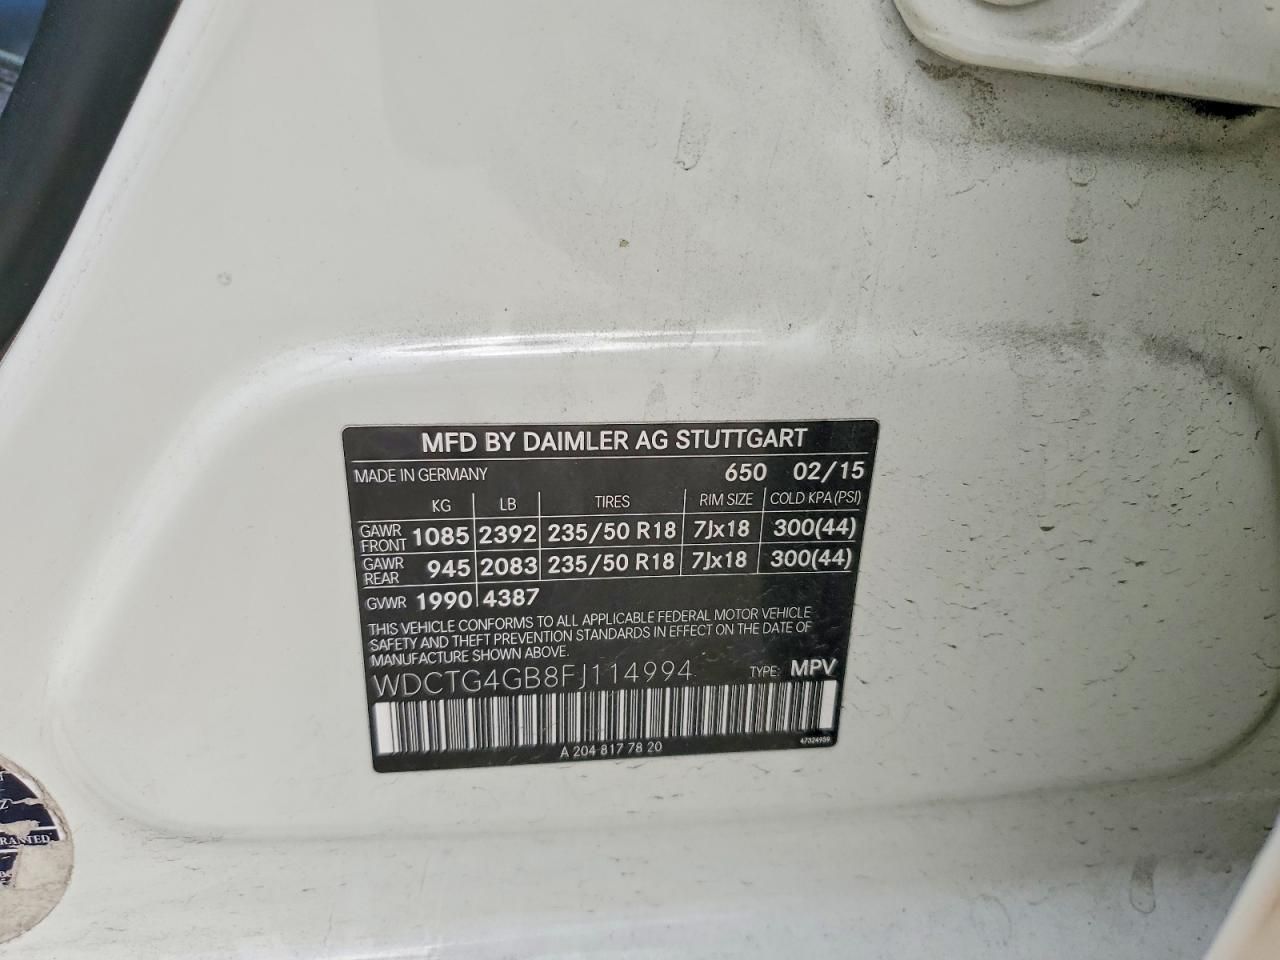 MFD BY DAIMLER AG STUTTGART
MADE IN GERMANY 650 02/15
KG LB TIRES RIM SIZE COLD KPA (PSI)
GAWR FRONT 1085 2392 235/50 R18 7Jx18 300(44)
GAWR REAR 945 2083 235/50 R18 7Jx18 300(44)
GVWR 1990 4387
THIS VEHICLE CONFORMS TO ALL APPLICABLE FEDERAL MOTOR VEHICLE
SAFETY AND THEFT PREVENTION STANDARDS IN EFFECT ON THE DATE OF
MANUFACTURE SHOWN ABOVE.
WDCTG4GB8FJ114994 TYPE: MPV
A 204 817 78 20 47324959
RANTED